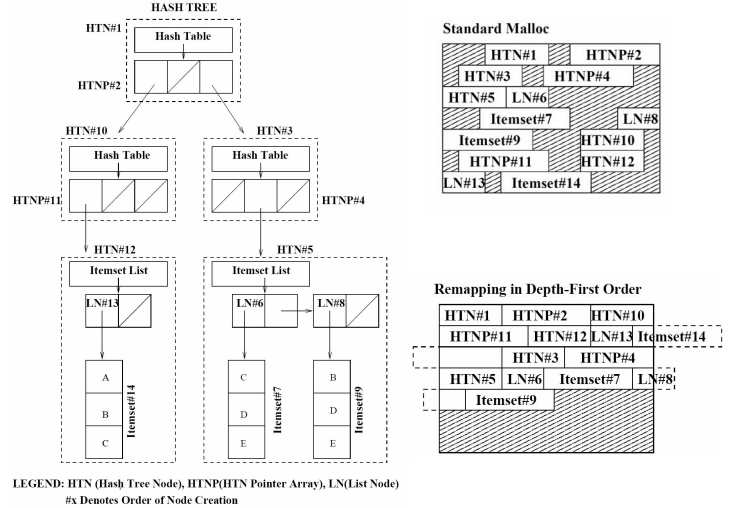 HASH TREE
HTN#1
Hash Table
HTNP#2
HTN#10
HTN#3
Hash Table
Hash Table
HTNP#11
HTNP#4
HTN#12
HTN#5
Itemset List
Itemset List
LN#13
LN#6
LN#8
A
B
C
Itemset#14
C
D
E
Itemset#7
B
D
E
Itemset#9
LEGEND: HTN (Hash Tree Node), HTNP(HTN Pointer Array), LN(List Node)
#x Denotes Order of Node Creation
Standard Malloc
HTN#1 HTNP#2
HTN#3 HTNP#4
HTN#5 LN#6
Itemset#7 LN#8
Itemset#9 HTN#10
HTNP#11 HTN#12
LN#13 Itemset#14
Remapping in Depth-First Order
HTN#1 HTNP#2 HTN#10
HTNP#11 HTN#12 LN#13 Itemset#14
HTN#3 HTNP#4
HTN#5 LN#6 Itemset#7 LN#8
Itemset#9